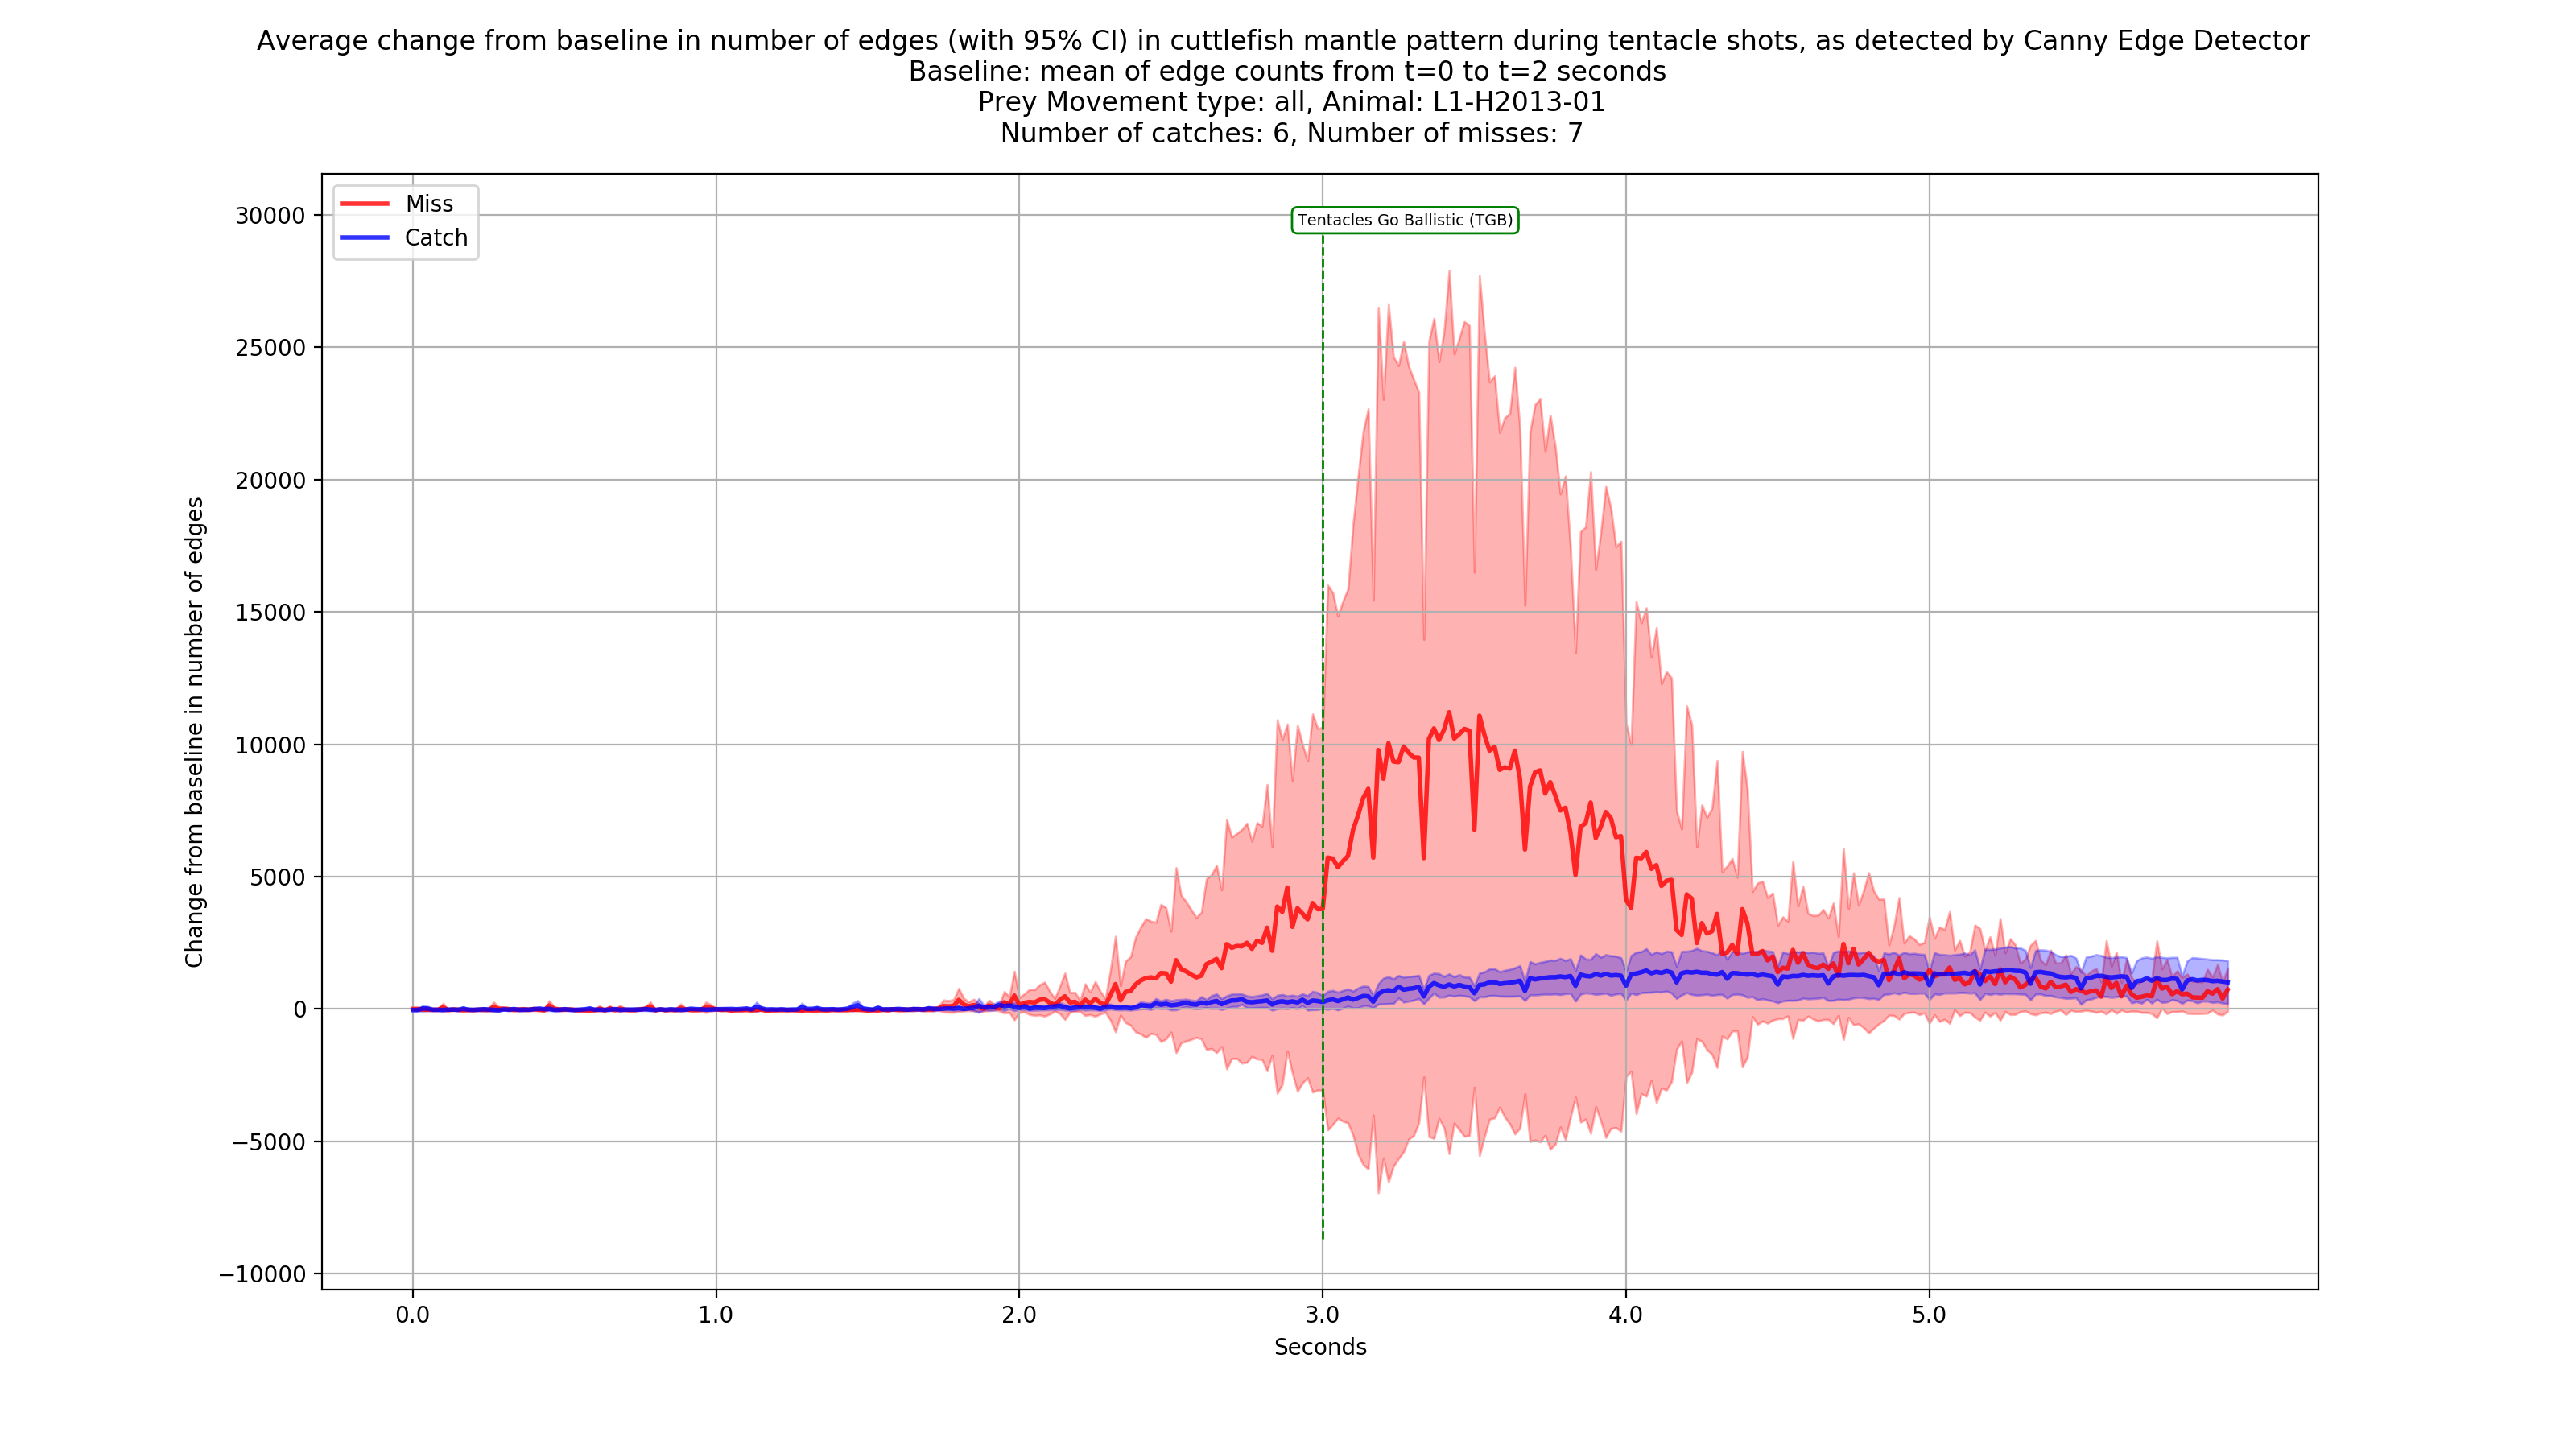 Average change from baseline in number of edges (with 95% CI) in cuttlefish mantle pattern during tentacle shots, as detected by Canny Edge Detector
Baseline: mean of edge counts from t=0 to t=2 seconds
Prey Movement type: all, Animal: L1-H2013-01
Number of catches: 6, Number of misses: 7
Miss
Catch
Tentacles Go Ballistic (TGB)
30000
25000
20000
15000
10000
5000
0
−5000
−10000
Change from baseline in number of edges
0.0 1.0 2.0 3.0 4.0 5.0
Seconds